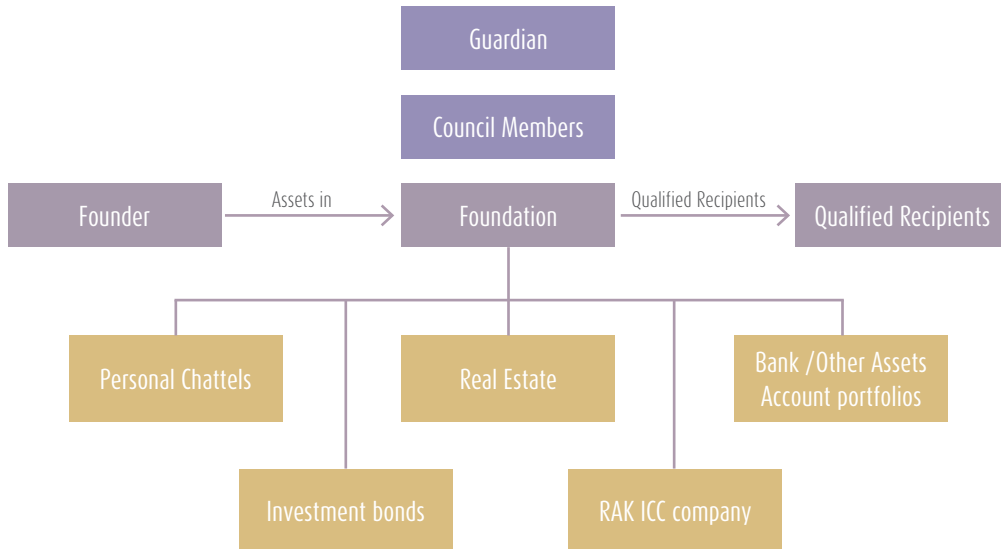 Guardian
Council Members
Founder
Assets in
Foundation
Qualified Recipients
Qualified Recipients
Personal Chattels
Real Estate
Bank /Other Assets
Account portfolios
Investment bonds
RAK ICC company